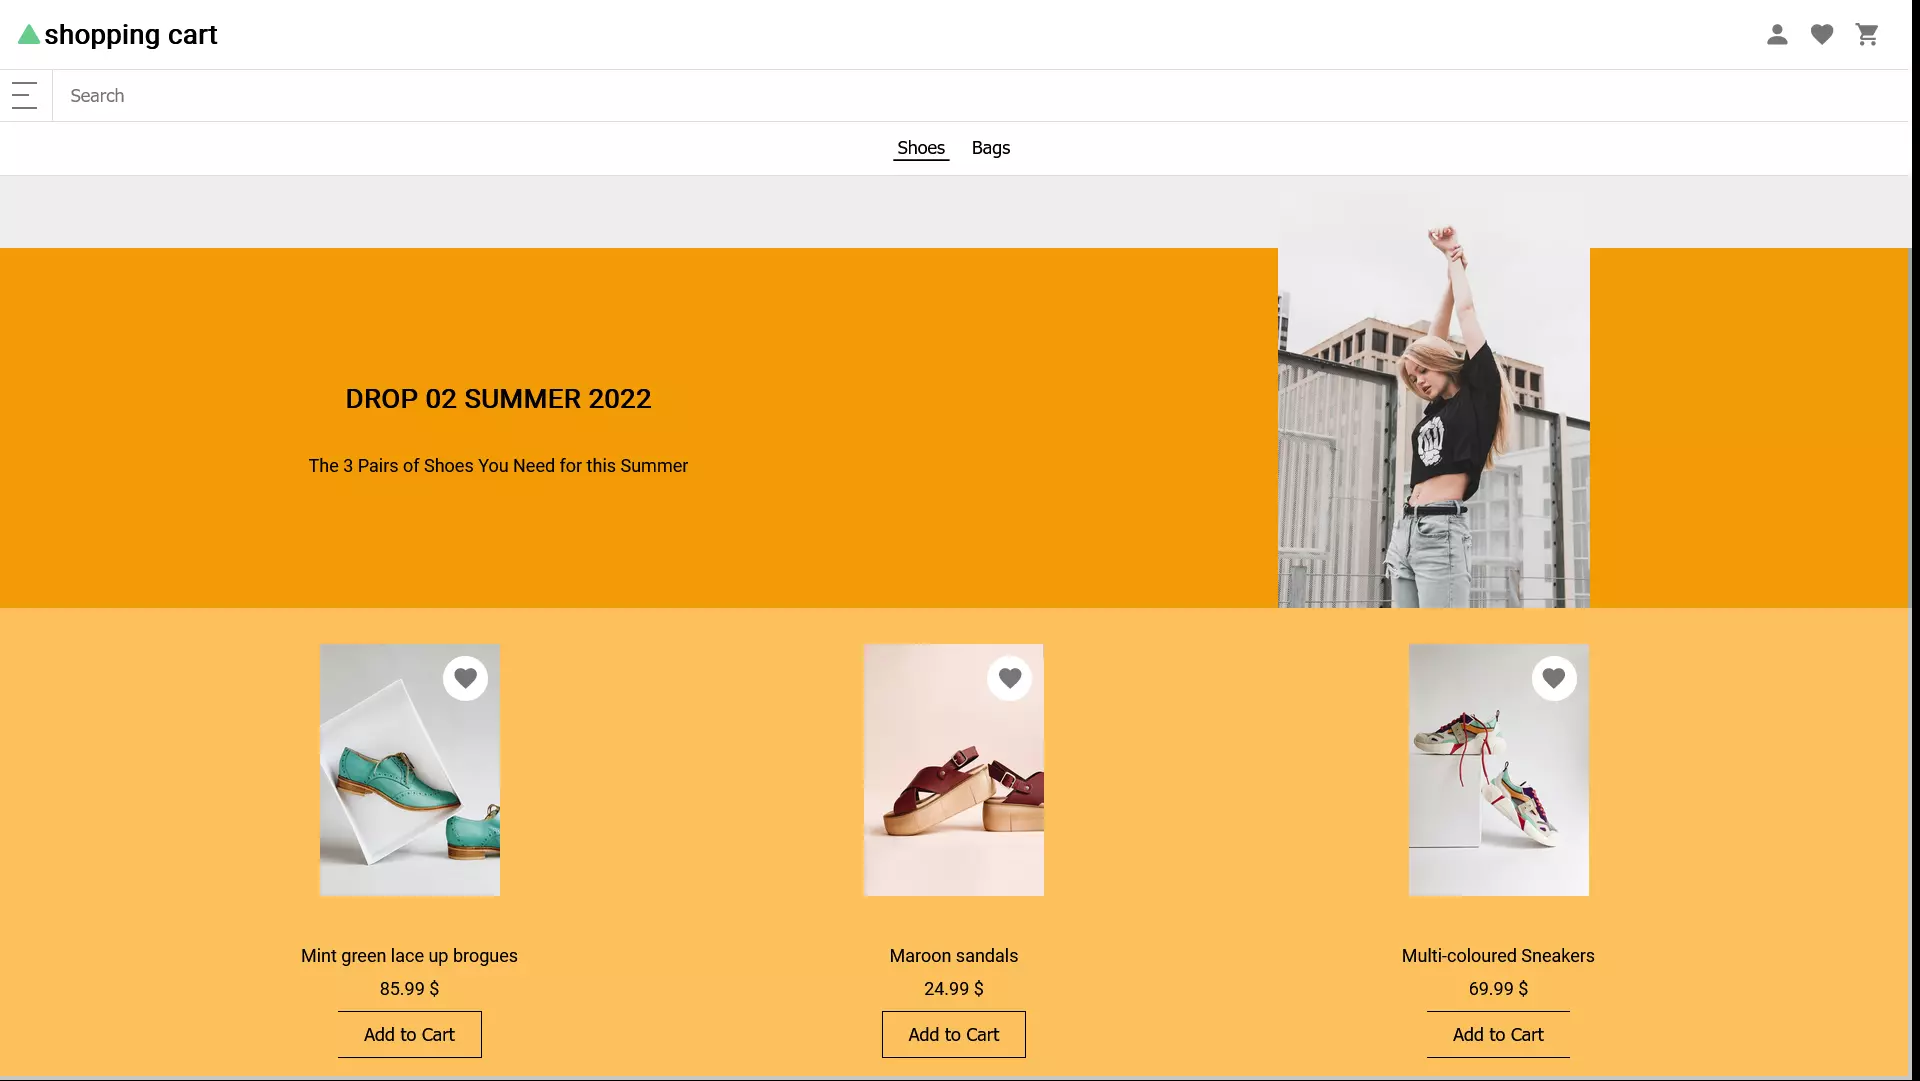 shopping cart
Search
Shoes Bags
DROP 02 SUMMER 2022
The 3 Pairs of Shoes You Need for this Summer
Mint green lace up brogues
85.99 $
Add to Cart
Maroon sandals
24.99 $
Add to Cart
Multi-coloured Sneakers
69.99 $
Add to Cart